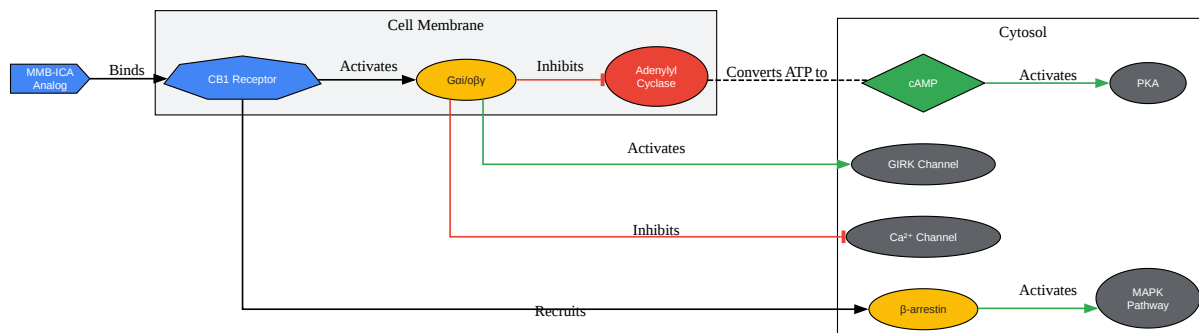 Cell Membrane
Cytosol
MMB-ICA
Analog
Binds
CB1 Receptor
Activates
Gαi/oβγ
Inhibits
Adenylyl
Cyclase
Converts ATP to
cAMP
Activates
PKA
Activates
GIRK Channel
Inhibits
Ca²⁺ Channel
Recruits
β-arrestin
Activates
MAPK
Pathway